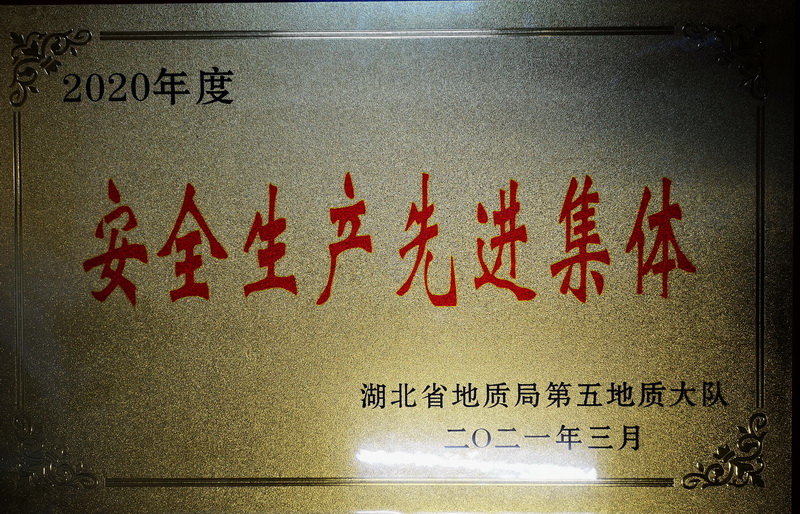 2020年度
安全生产先进集体
湖北省地质局第五地质大队
二〇二一年三月